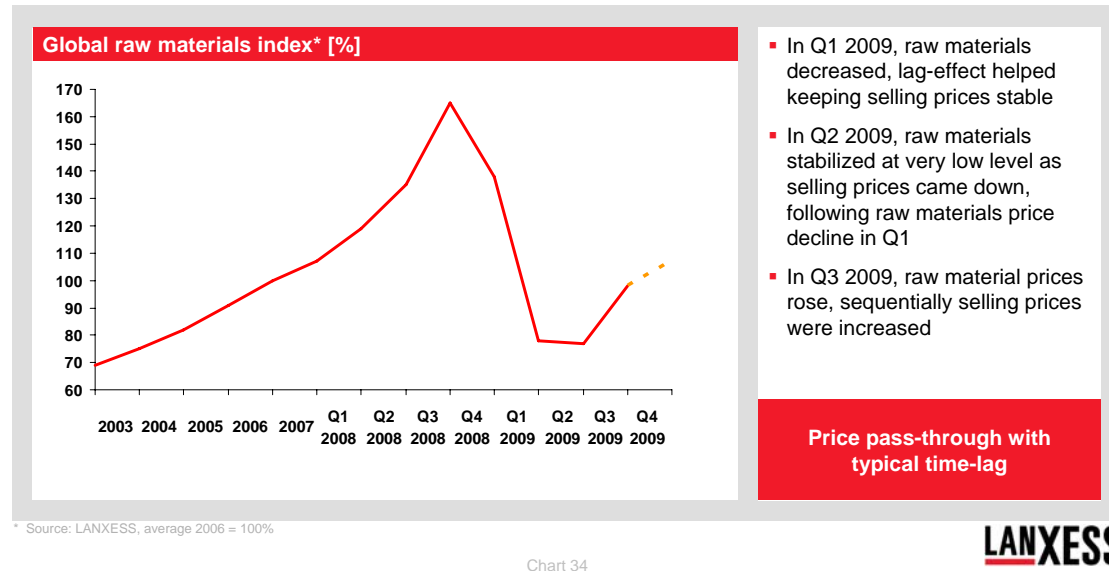 Global raw materials index* [%]
170
160
150
140
130
120
110
100
90
80
70
60
2003 2004 2005 2006 2007 Q1 Q2 Q3 Q4 Q1 Q2 Q3 Q4
2008 2008 2008 2008 2009 2009 2009 2009
▪ In Q1 2009, raw materials
decreased, lag-effect helped
keeping selling prices stable
▪ In Q2 2009, raw materials
stabilized at very low level as
selling prices came down,
following raw materials price
decline in Q1
▪ In Q3 2009, raw material prices
rose, sequentially selling prices
were increased
Price pass-through with
typical time-lag
* Source: LANXESS, average 2006 = 100%
Chart 34
LANXESS